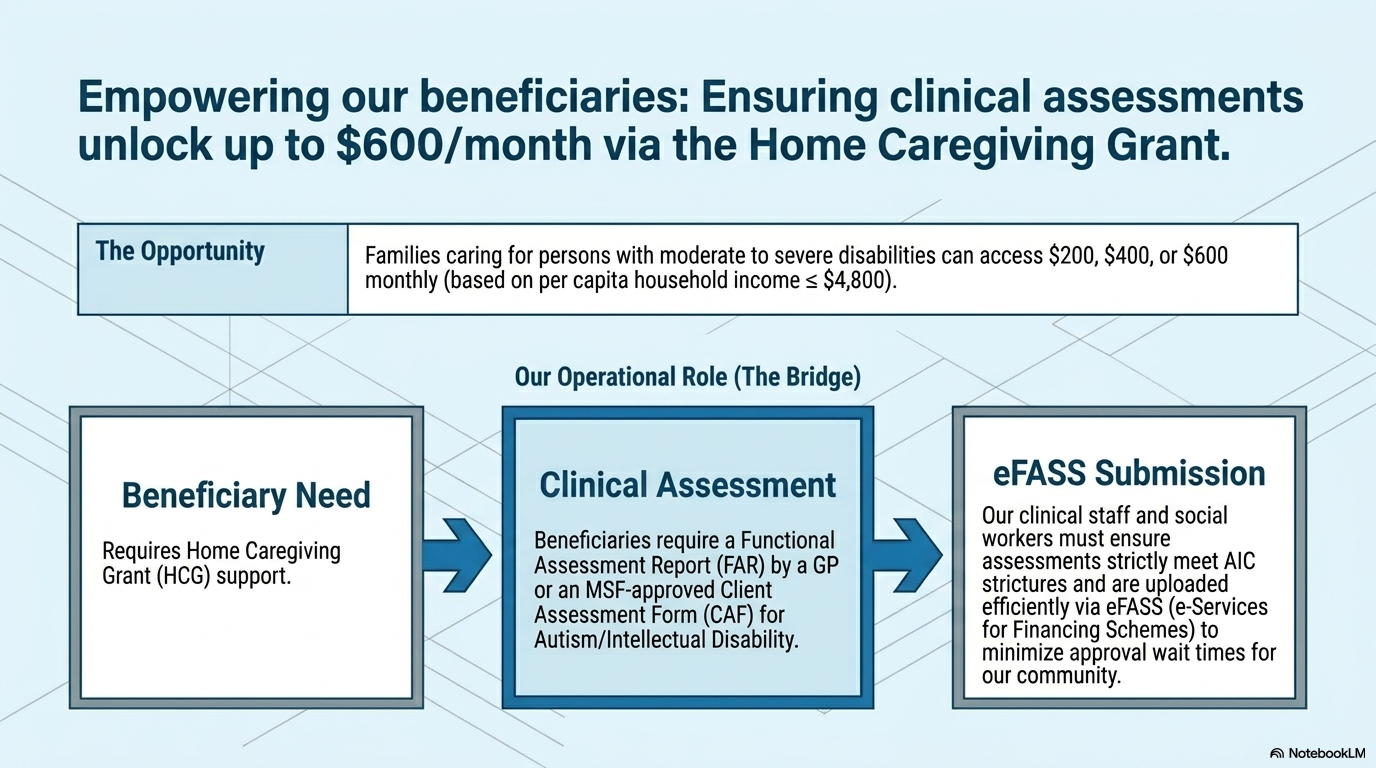 Empowering our beneficiaries: Ensuring clinical assessments
unlock up to $600/month via the Home Caregiving Grant.
The Opportunity
Families caring for persons with moderate to severe disabilities can access $200, $400, or $600
monthly (based on per capita household income ≤ $4,800).
Our Operational Role (The Bridge)
Beneficiary Need
Requires Home Caregiving
Grant (HCG) support.
Clinical Assessment
Beneficiaries require a Functional
Assessment Report (FAR) by a GP
or an MSF-approved Client
Assessment Form (CAF) for
Autism/Intellectual Disability.
eFASS Submission
Our clinical staff and social
workers must ensure
assessments strictly meet AIC
strictures and are uploaded
efficiently via eFASS (e-Services
for Financing Schemes) to
minimize approval wait times for
our community.
NotebookLM